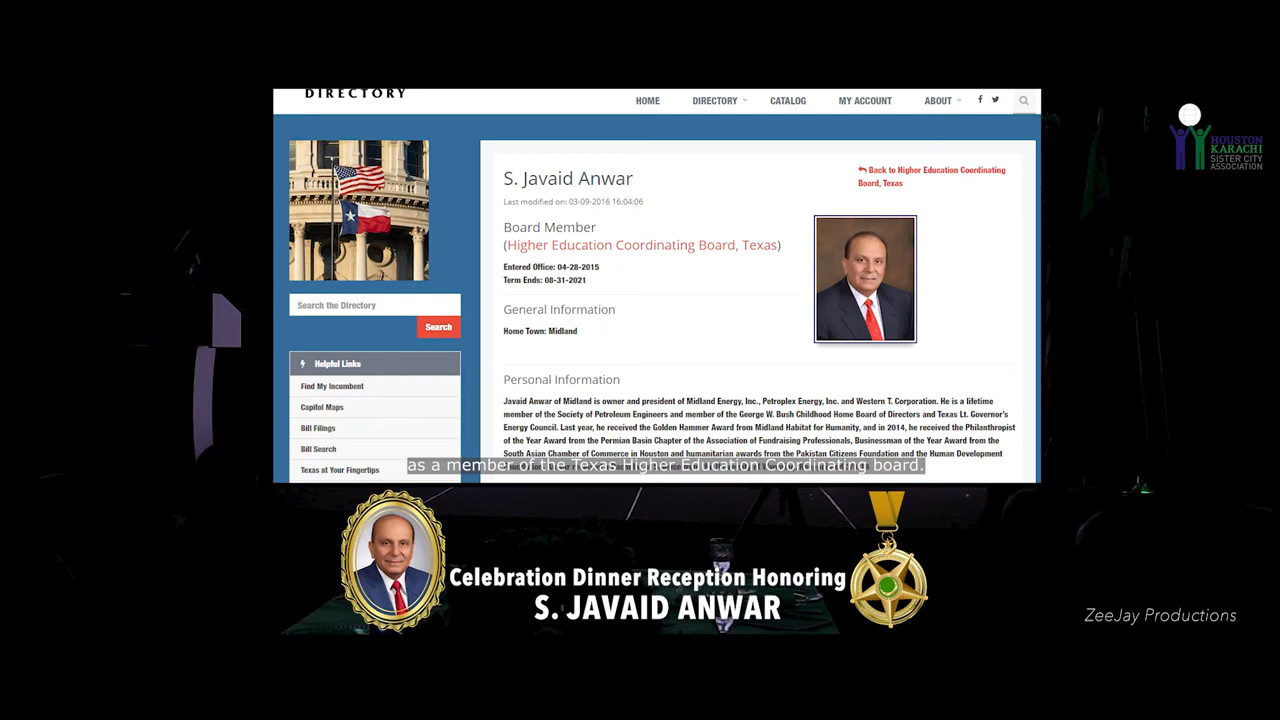 DIRECTORY
HOME DIRECTORY CATALOG MY ACCOUNT ABOUT
HOUSTON
KARACHI
SISTER CITY
ASSOCIATION
S. Javaid Anwar
Back to Higher Education Coordinating
Board, Texas
Last modified on: 03-09-2016 16:04:06
Board Member
(Higher Education Coordinating Board, Texas)
Entered Office: 04-28-2015
Term Ends: 08-31-2021
General Information
Home Town: Midland
Search the Directory
Search
Helpful Links
Find My Incumbent
Capitol Maps
Bill Filings
Bill Search
Texas at Your Fingertips
Personal Information
Javaid Anwar of Midland is owner and president of Midland Energy, Inc., Petroplex Energy, Inc. and Western T. Corporation. He is a lifetime
member of the Society of Petroleum Engineers and member of the George W. Bush Childhood Home Board of Directors and Texas Lt. Governor's
Energy Council. Last year, he received the Golden Hammer Award from Midland Habitat for Humanity, and in 2014, he received the Philanthropist
of the Year Award from the Permian Basin Chapter of the Association of Fundraising Professionals, Businessman of the Year Award from the
South Asian Chamber of Commerce in Houston and humanitarian awards from the Pakistan Citizens Foundation and the Human Development
as a member of the Texas Higher Education Coordinating board.
Celebration Dinner Reception Honoring
S. JAVAID ANWAR
ZeeJay Productions